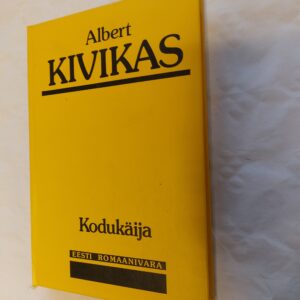 Albert
KIVIKAS
Kodukäija
EESTI ROMAANIVARA